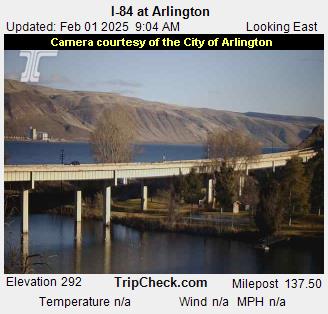 I-84 at Arlington
Updated: Feb 01 2025 9:04 AM Looking East
Camera courtesy of the City of Arlington
Elevation 292 TripCheck.com Milepost 137.50
Temperature n/a Wind n/a MPH n/a